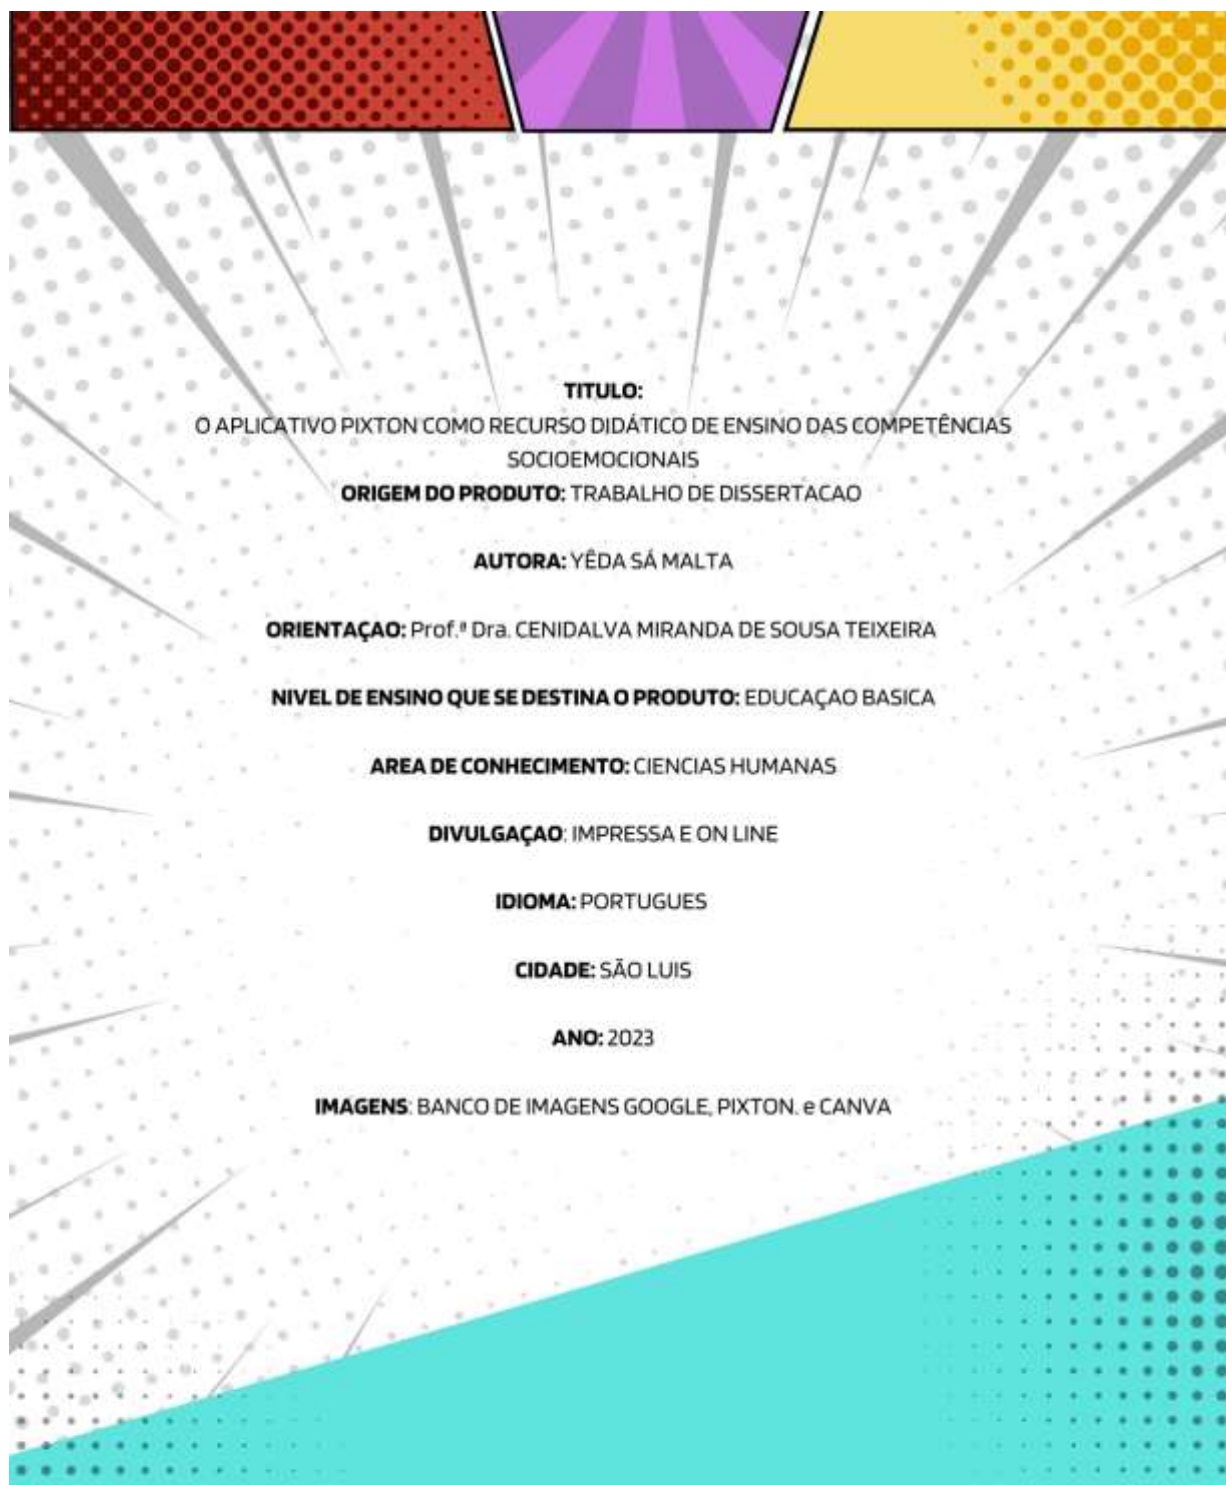 TITULO:
O APLICATIVO PIXTON COMO RECURSO DIDÁTICO DE ENSINO DAS COMPETÊNCIAS
SOCIOEMOCIONAIS
ORIGEM DO PRODUTO: TRABALHO DE DISSERTACAO
AUTORA: YÊDA SÁ MALTA
ORIENTAÇAO: Prof.ª Dra. CENIDALVA MIRANDA DE SOUSA TEIXEIRA
NIVEL DE ENSINO QUE SE DESTINA O PRODUTO: EDUCAÇAO BASICA
AREA DE CONHECIMENTO: CIENCIAS HUMANAS
DIVULGAÇAO: IMPRESSA E ON LINE
IDIOMA: PORTUGUES
CIDADE: SÃO LUIS
ANO: 2023
IMAGENS: BANCO DE IMAGENS GOOGLE, PIXTON. e CANVA